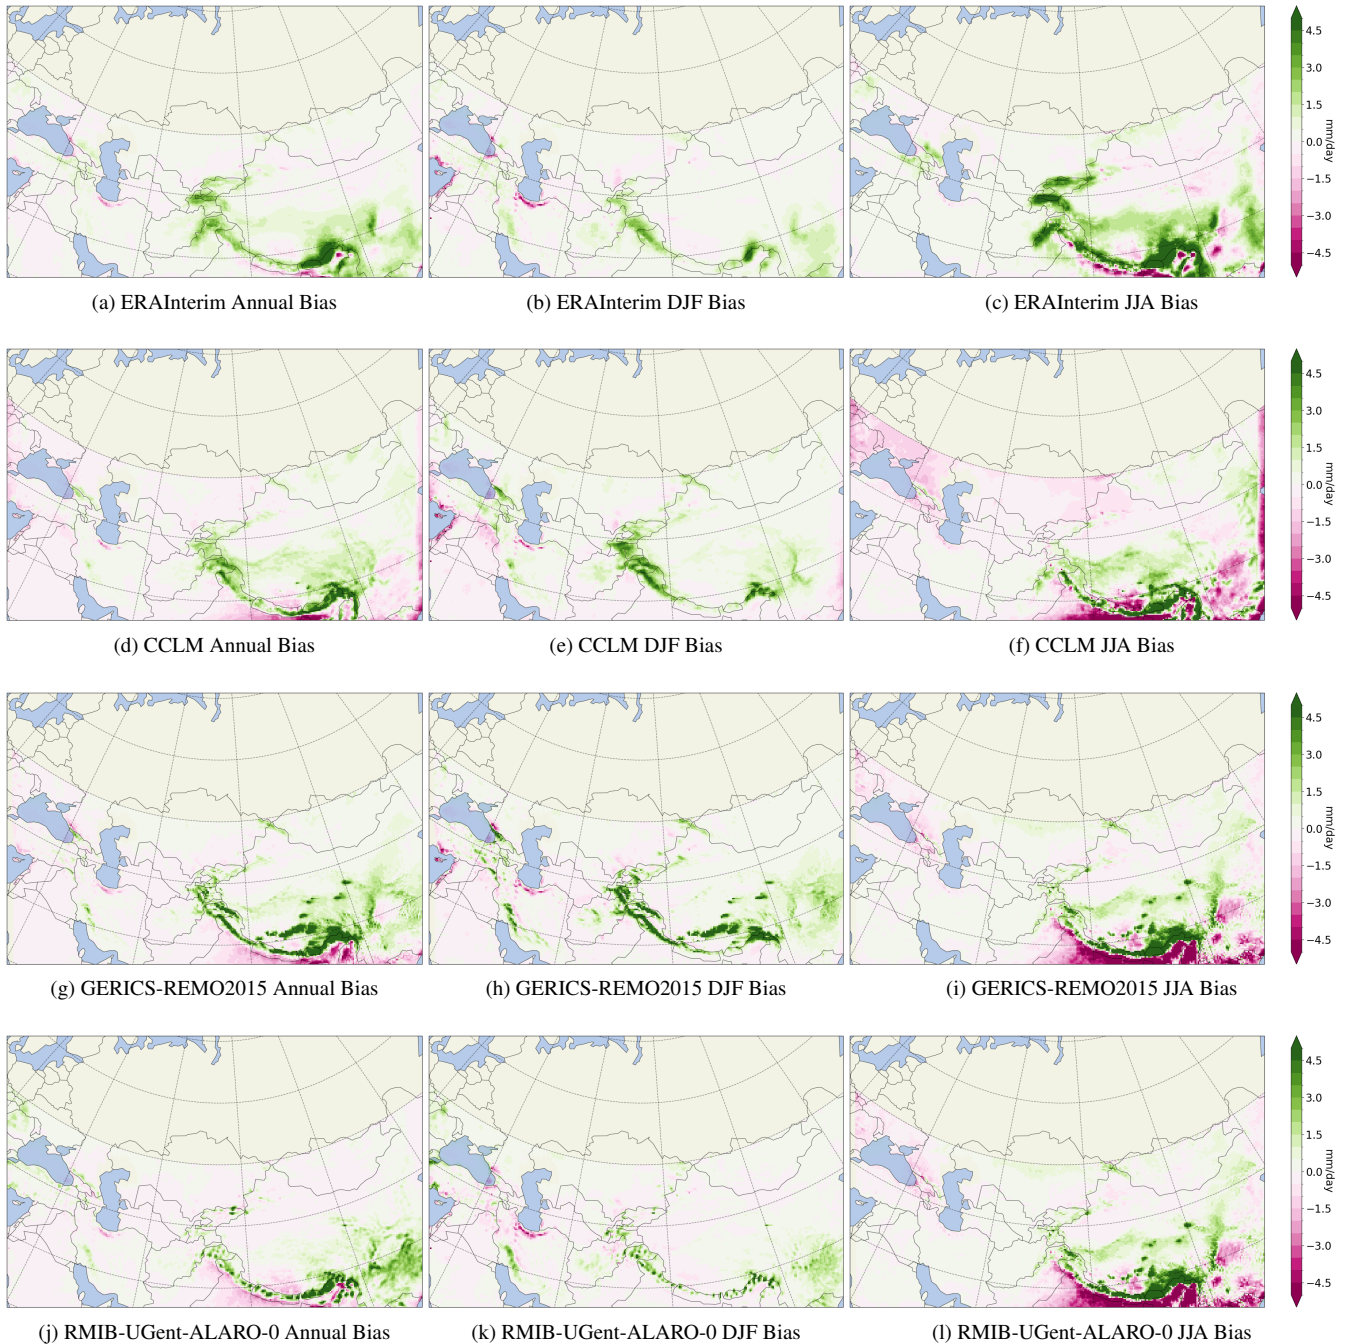 4.5
3.0
1.5
0.0
−1.5
−3.0
−4.5
mm/day
(a) ERAInterim Annual Bias
(b) ERAInterim DJF Bias
(c) ERAInterim JJA Bias
4.5
3.0
1.5
0.0
−1.5
−3.0
−4.5
mm/day
(d) CCLM Annual Bias
(e) CCLM DJF Bias
(f) CCLM JJA Bias
4.5
3.0
1.5
0.0
−1.5
−3.0
−4.5
mm/day
(g) GERICS-REMO2015 Annual Bias
(h) GERICS-REMO2015 DJF Bias
(i) GERICS-REMO2015 JJA Bias
4.5
3.0
1.5
0.0
−1.5
−3.0
−4.5
mm/day
(j) RMIB-UGent-ALARO-0 Annual Bias
(k) RMIB-UGent-ALARO-0 DJF Bias
(l) RMIB-UGent-ALARO-0 JJA Bias